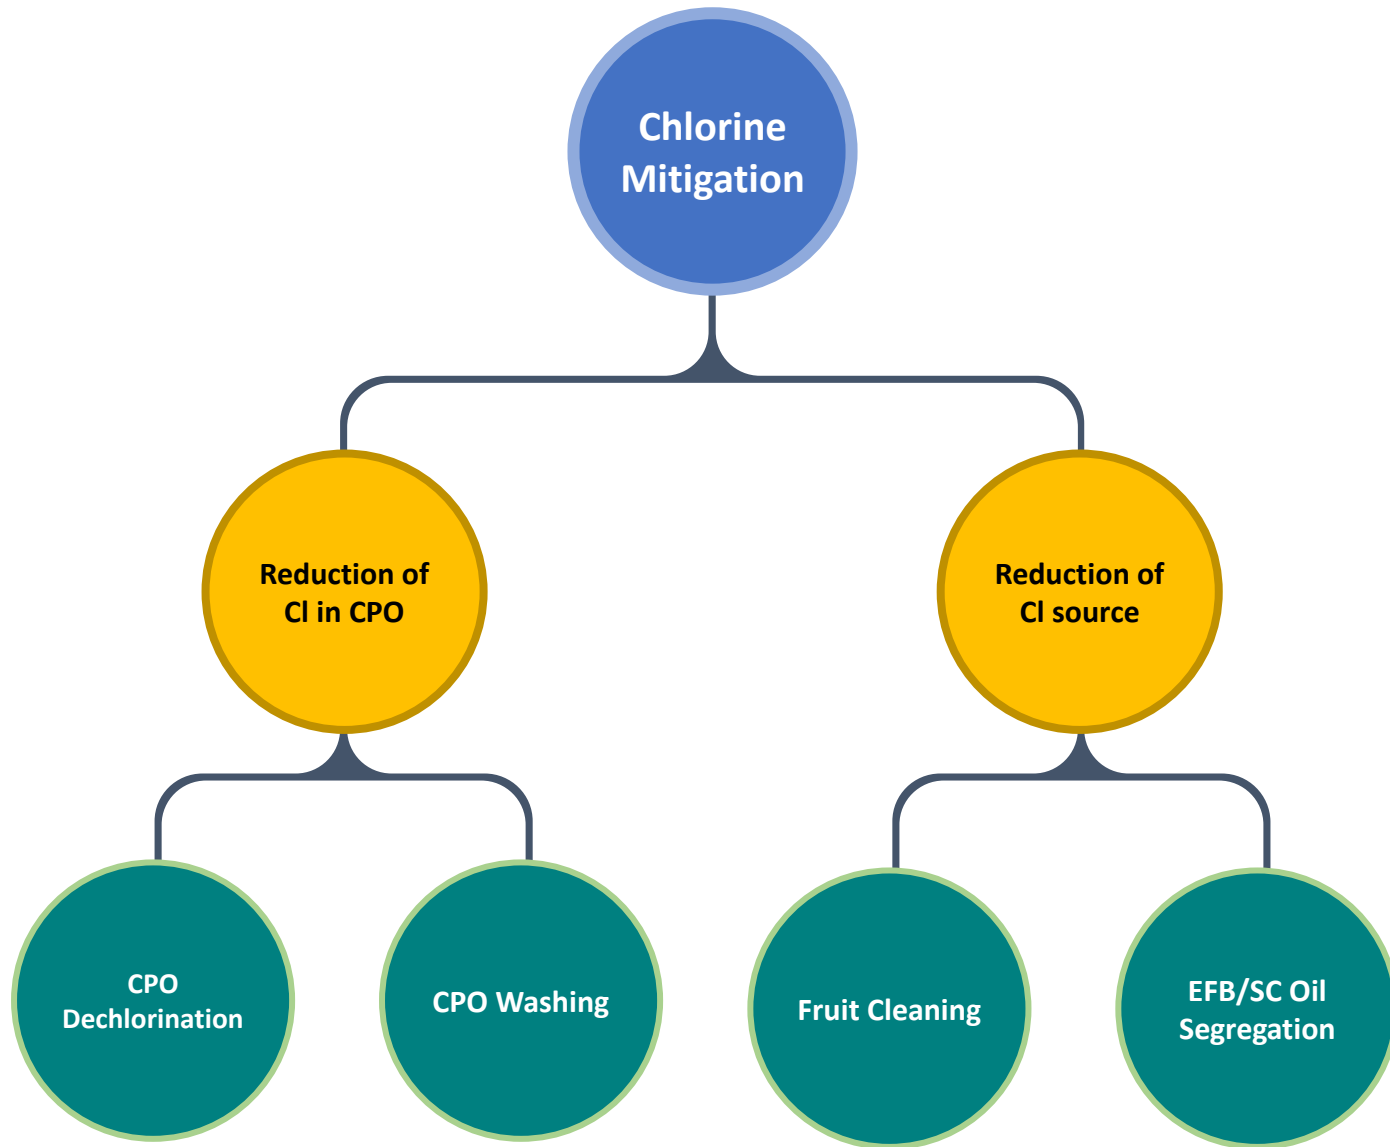 Chlorine
Mitigation
Reduction of
Cl in CPO
Reduction of
Cl source
CPO
Dechlorination
CPO Washing
Fruit Cleaning
EFB/SC Oil
Segregation